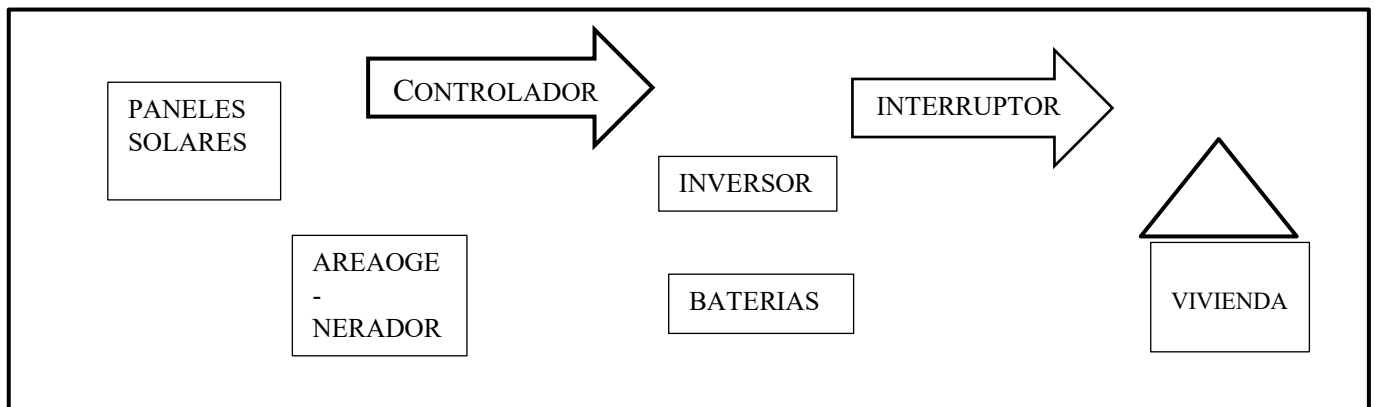 PANELES
SOLARES
CONTROLADOR
INTERRUPTOR
INVERSOR
AREAOGE
-
NERADOR
BATERIAS
VIVIENDA